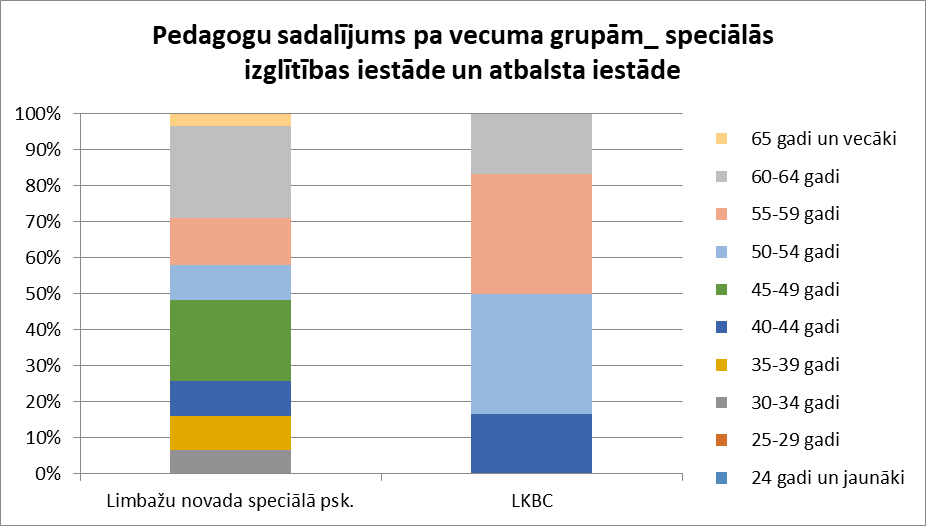 Pedagogu sadalījums pa vecuma grupām_ speciālās
izglītības iestāde un atbalsta iestāde
100%
90%
80%
70%
60%
50%
40%
30%
20%
10%
0%
Limbažu novada speciālā psk.
LKBC
65 gadi un vecāki
60-64 gadi
55-59 gadi
50-54 gadi
45-49 gadi
40-44 gadi
35-39 gadi
30-34 gadi
25-29 gadi
24 gadi un jaunāki